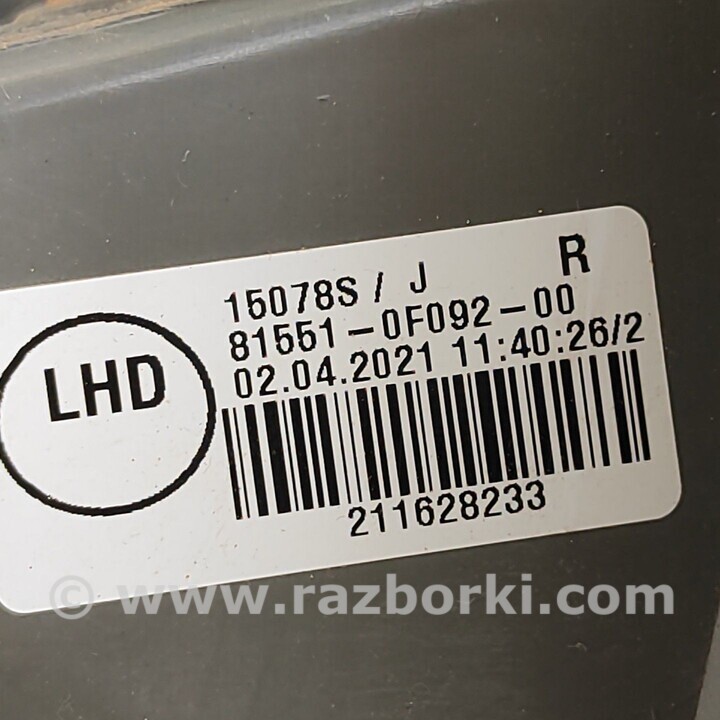 15078S / J R
81551-0F092-00
LHD
02.04.2021 11:40:26/2
211628233
© www.razborki.com